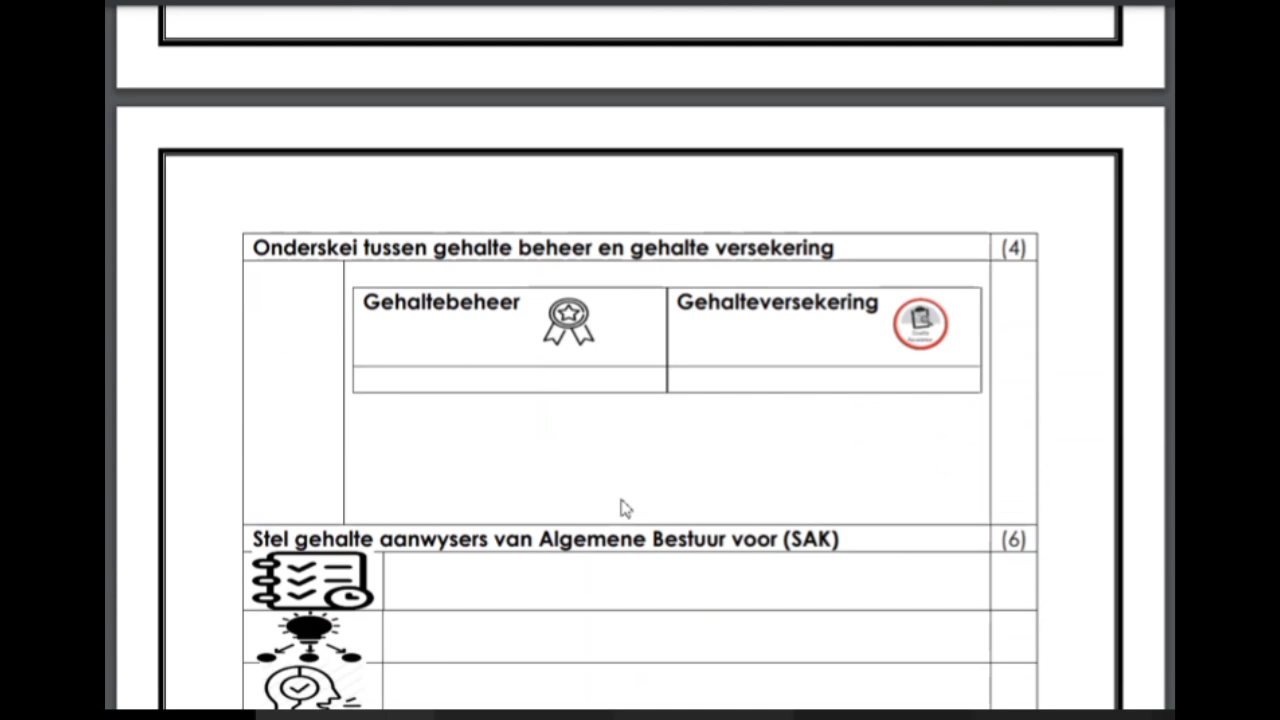 Onderskei tussen gehalte beheer en gehalte versekering (4)
Gehaltebeheer Gehalteversekering
Stel gehalte aanwysers van Algemene Bestuur voor (SAK) (6)